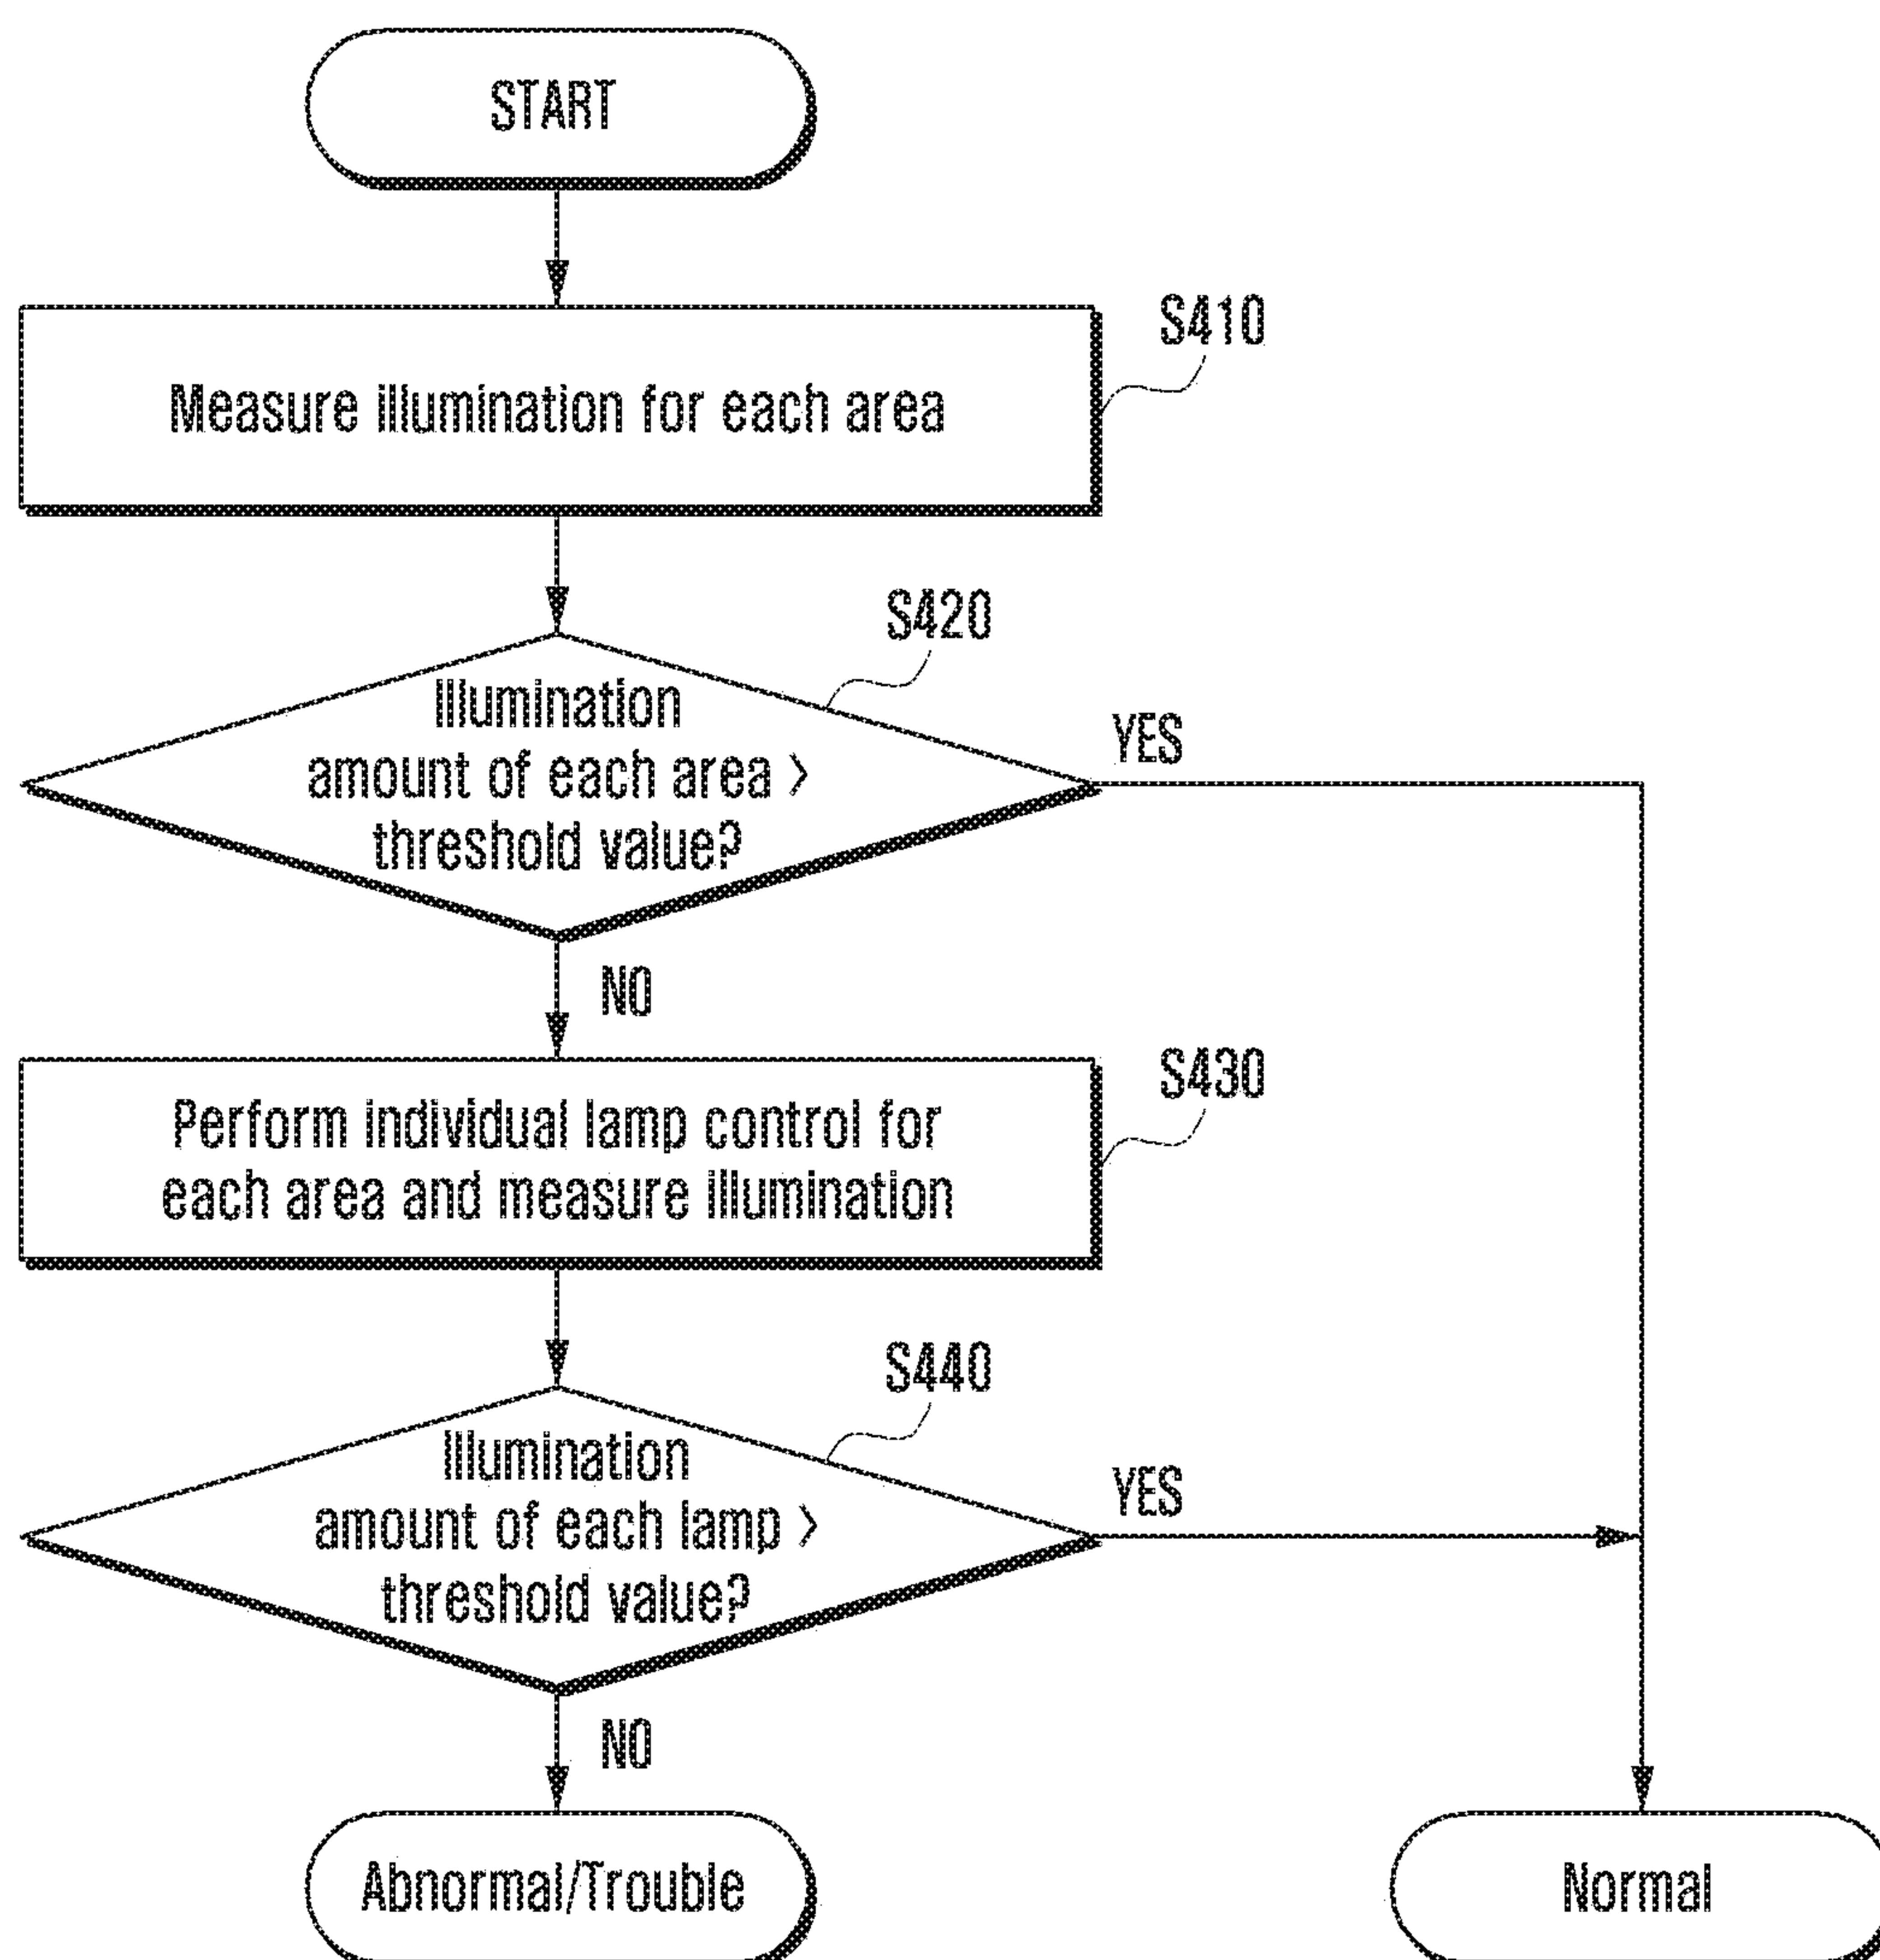 START
S410
Measure illumination for each area
S420
Illumination
amount of each area >
threshold value?
YES
NO
S430
Perform individual lamp control for
each area and measure illumination
S440
Illumination
amount of each lamp >
threshold value?
YES
NO
Abnormal/Trouble
Normal